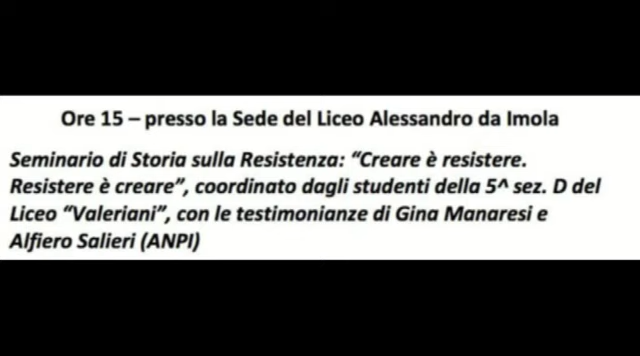 Ore 15 – presso la Sede del Liceo Alessandro da Imola
Seminario di Storia sulla Resistenza: “Creare è resistere.
Resistere è creare”, coordinato dagli studenti della 5^ sez. D del
Liceo “Valeriani”, con le testimonianze di Gina Manaresi e
Alfiero Salieri (ANPI)